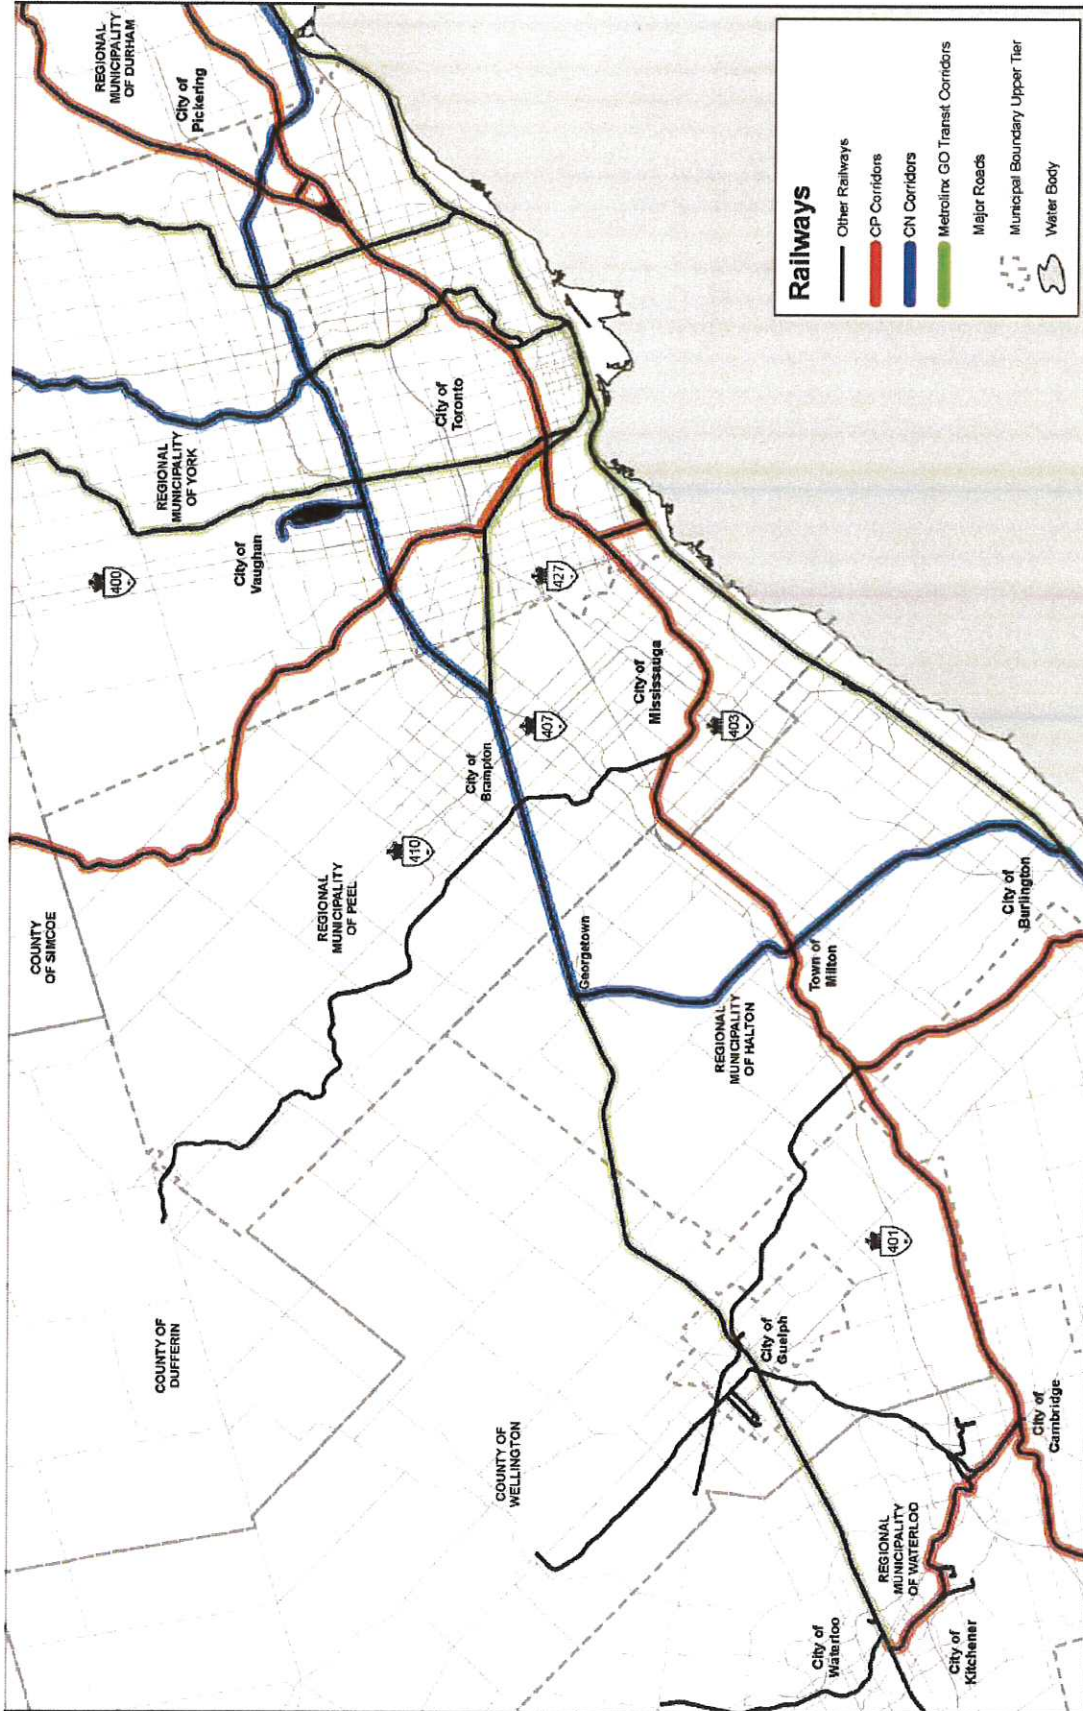 COUNTY
OF SIMCOE
400
REGIONAL
MUNICIPALITY
OF DURHAM
City of
Pickering
REGIONAL
MUNICIPALITY
OF YORK
COUNTY OF
DUFFERIN
City of
Vaughan
REGIONAL
MUNICIPALITY
OF PEEL
410
City of
Toronto
City of
Brampton
COUNTY OF
WELLINGTON
407
427
Georgetown
City of
Mississauga
403
REGIONAL
MUNICIPALITY
OF HALTON
City of
Guelph
City of
Waterloo
Town of
Milton
REGIONAL
MUNICIPALITY
OF WATERLOO
401
City of
Burlington
City of
Kitchener
City of
Cambridge
Railways
Other Railways
CP Corridors
CN Corridors
Metrolinx GO Transit Corridors
Major Roads
Municipal Boundary Upper Tier
Water Body